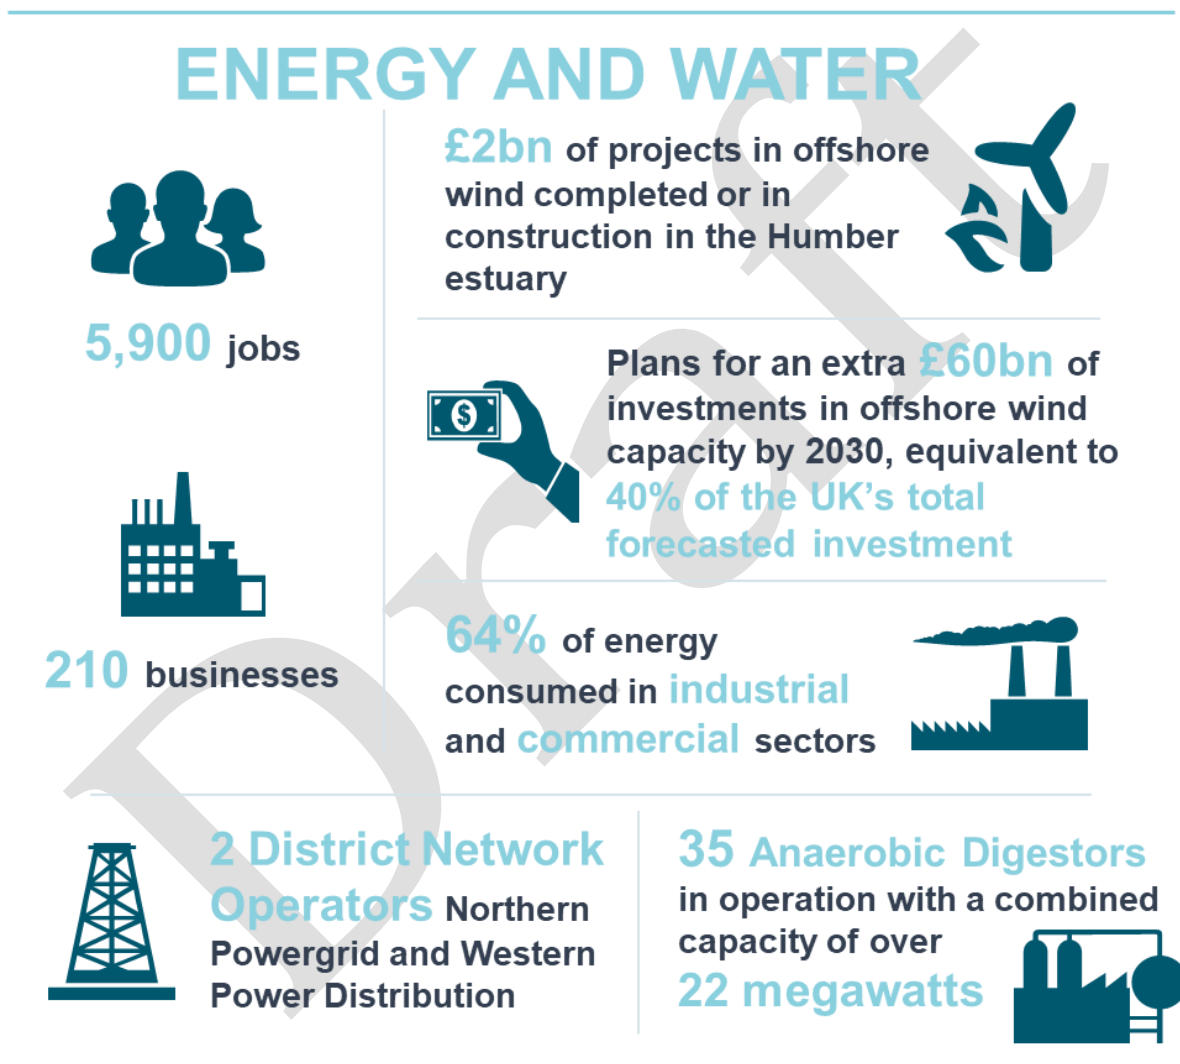 ENERGY AND WATER
£2bn of projects in offshore
wind completed or in
construction in the Humber
estuary
5,900 jobs
Plans for an extra £60bn of
investments in offshore wind
capacity by 2030, equivalent to
40% of the UK’s total
forecasted investment
$
210 businesses
64% of energy
consumed in industrial
and commercial sectors
2 District Network
Operators Northern
Powergrid and Western
Power Distribution
35 Anaerobic Digestors
in operation with a combined
capacity of over
22 megawatts
Draft